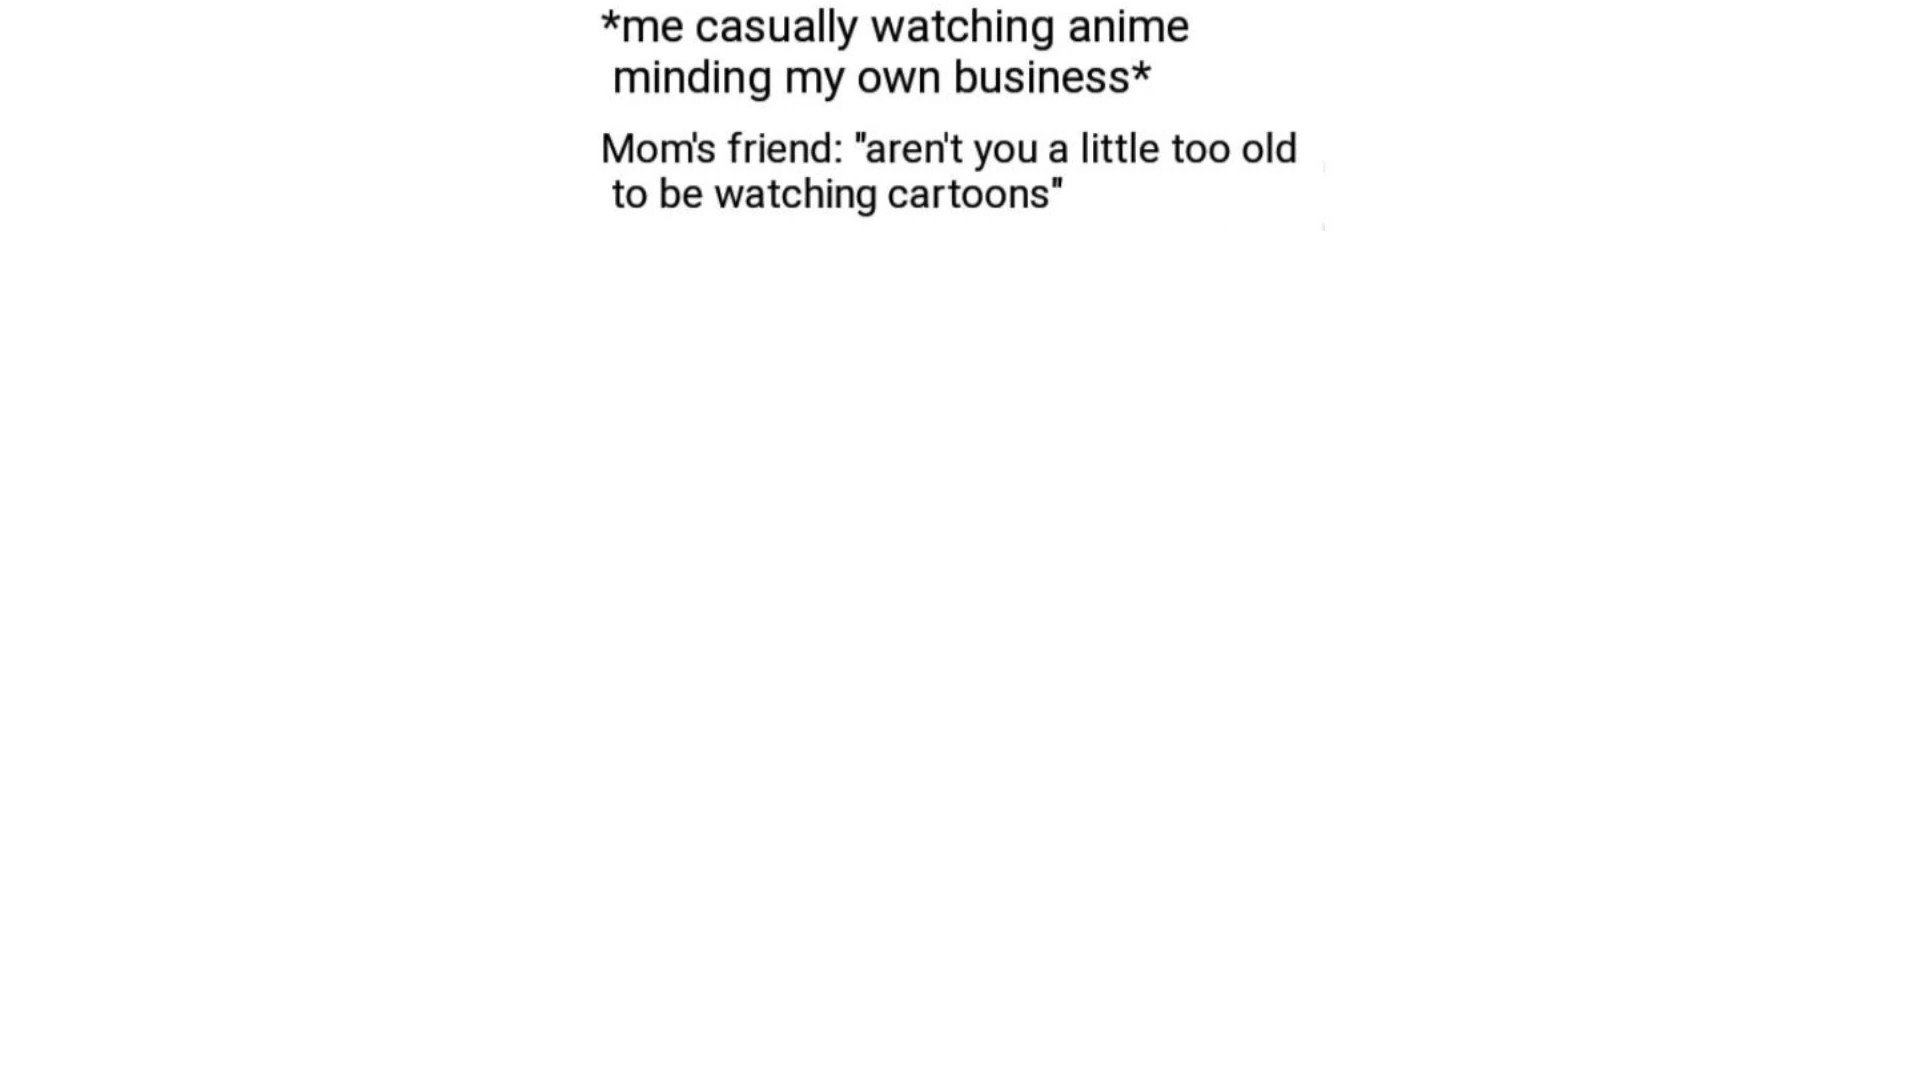 *me casually watching anime
minding my own business*
Mom's friend: "aren't you a little too old
to be watching cartoons"